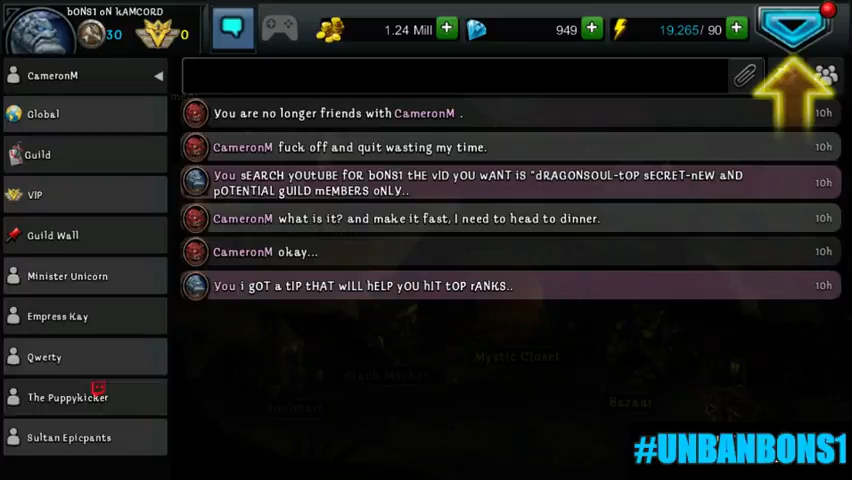 bONS1 oN kAMCORD
30
0
1.24 Mill
949
19,265/ 90
CameronM
Global
Guild
VIP
Guild Wall
Minister Unicorn
Empress Kay
Qwerty
The Puppykicker
Sultan Epicpants
You are no longer friends with CameronM .
10h
CameronM fuck off and quit wasting my time.
10h
You sEARCH yOUtUBE FOR bONS1 tHE vID yOU wANT IS "dRAGONSOUL-tOP sECRET-nEW aND
pOTENTIAL gUILD mEMBERS oNLY..
10h
CameronM what is it? and make it fast, I need to head to dinner.
10h
CameronM okay...
10h
You i gOT a tIP tHAT wILL hELP yOU hIT tOP rANKS..
10h
Mystic Closet
Black Market
Soulmart
Bazaar
#UNBANBONS1